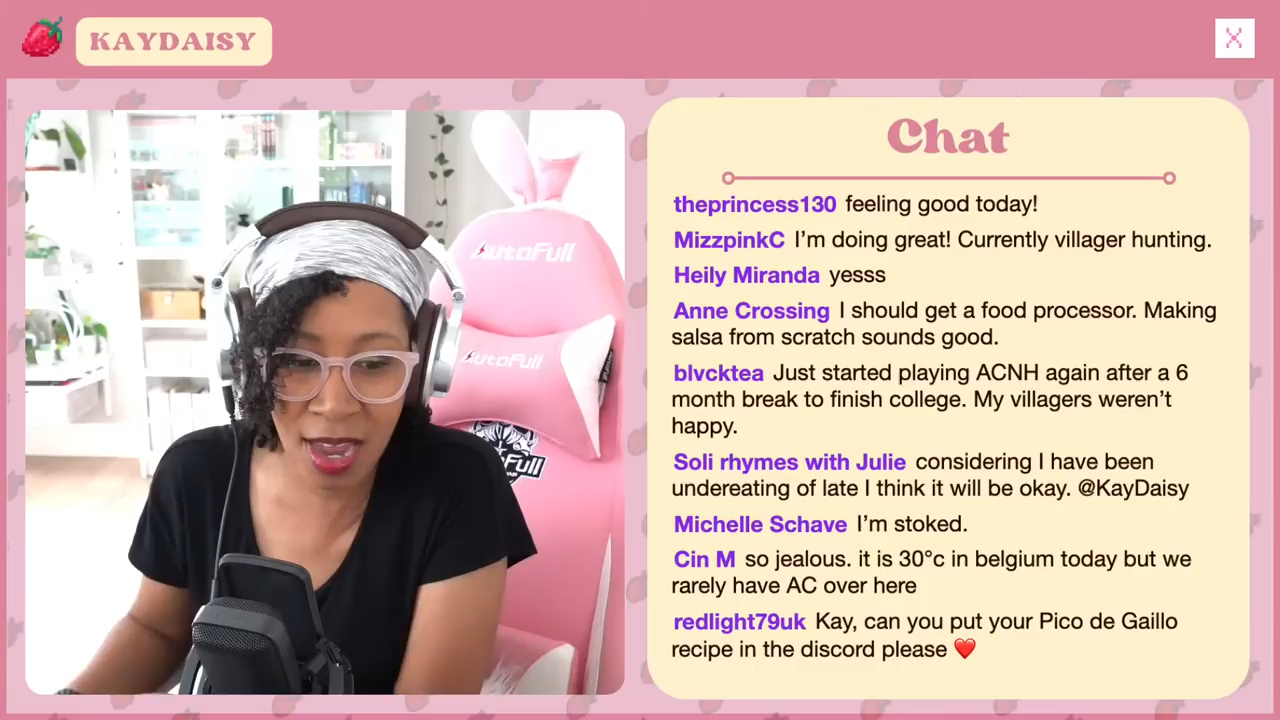 KAYDAISY
AutoFull
AutoFull
Chat
theprincess130 feeling good today!
MizzpinkC I’m doing great! Currently villager hunting.
Heily Miranda yesss
Anne Crossing I should get a food processor. Making
salsa from scratch sounds good.
blvcktea Just started playing ACNH again after a 6
month break to finish college. My villagers weren’t
happy.
Soli rhymes with Julie considering I have been
undereating of late I think it will be okay. @KayDaisy
Michelle Schave I’m stoked.
Cin M so jealous. it is 30°c in belgium today but we
rarely have AC over here
redlight79uk Kay, can you put your Pico de Gaillo
recipe in the discord please ❤️